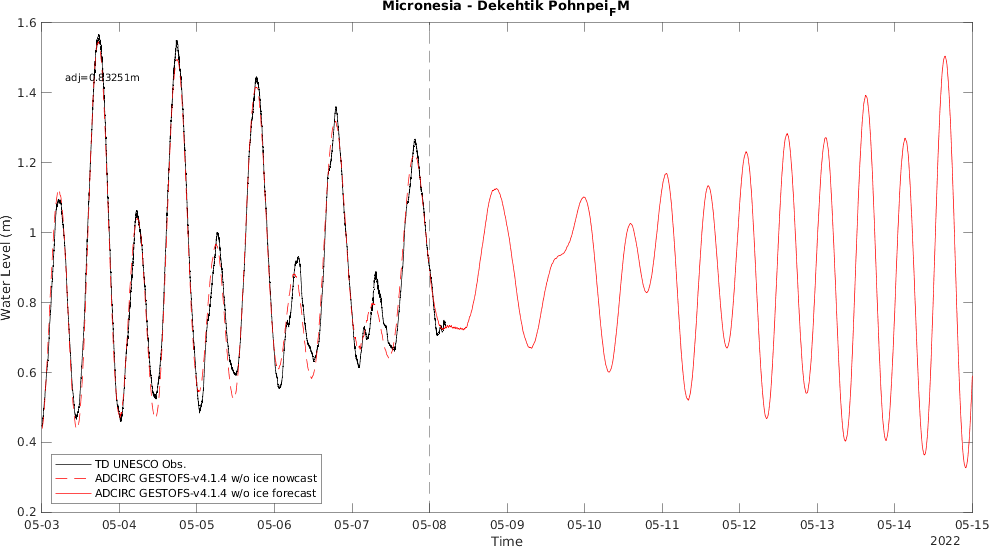 Micronesia - Dekehtik Pohnpei_FM
1.6
adj=0.83251m
1.4
1.2
1
0.8
0.6
0.4
0.2
Water Level (m)
TD UNESCO Obs.
ADCIRC GESTOFS-v4.1.4 w/o ice nowcast
ADCIRC GESTOFS-v4.1.4 w/o ice forecast
05-03 05-04 05-05 05-06 05-07 05-08 05-09 05-10 05-11 05-12 05-13 05-14 05-15
Time
2022